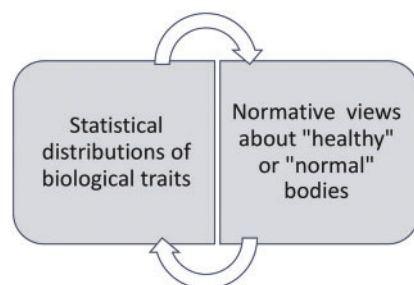 Statistical
distributions of
biological traits
Normative views
about "healthy"
or "normal"
bodies